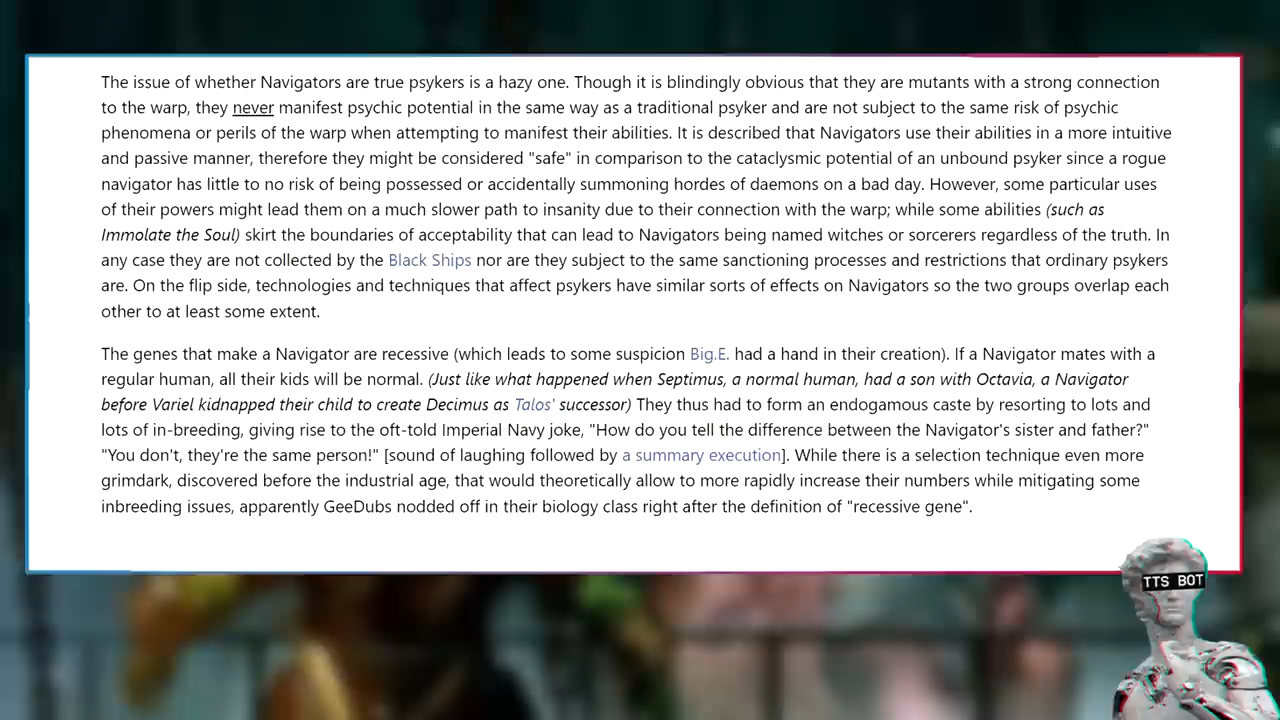 The issue of whether Navigators are true psykers is a hazy one. Though it is blindingly obvious that they are mutants with a strong connection
to the warp, they never manifest psychic potential in the same way as a traditional psyker and are not subject to the same risk of psychic
phenomena or perils of the warp when attempting to manifest their abilities. It is described that Navigators use their abilities in a more intuitive
and passive manner, therefore they might be considered "safe" in comparison to the cataclysmic potential of an unbound psyker since a rogue
navigator has little to no risk of being possessed or accidentally summoning hordes of daemons on a bad day. However, some particular uses
of their powers might lead them on a much slower path to insanity due to their connection with the warp; while some abilities (such as
Immolate the Soul) skirt the boundaries of acceptability that can lead to Navigators being named witches or sorcerers regardless of the truth. In
any case they are not collected by the Black Ships nor are they subject to the same sanctioning processes and restrictions that ordinary psykers
are. On the flip side, technologies and techniques that affect psykers have similar sorts of effects on Navigators so the two groups overlap each
other to at least some extent.
The genes that make a Navigator are recessive (which leads to some suspicion Big.E. had a hand in their creation). If a Navigator mates with a
regular human, all their kids will be normal. (Just like what happened when Septimus, a normal human, had a son with Octavia, a Navigator
before Variel kidnapped their child to create Decimus as Talos' successor) They thus had to form an endogamous caste by resorting to lots and
lots of in-breeding, giving rise to the oft-told Imperial Navy joke, "How do you tell the difference between the Navigator's sister and father?"
"You don't, they're the same person!" [sound of laughing followed by a summary execution]. While there is a selection technique even more
grimdark, discovered before the industrial age, that would theoretically allow to more rapidly increase their numbers while mitigating some
inbreeding issues, apparently GeeDubs nodded off in their biology class right after the definition of "recessive gene".
TTS BOT